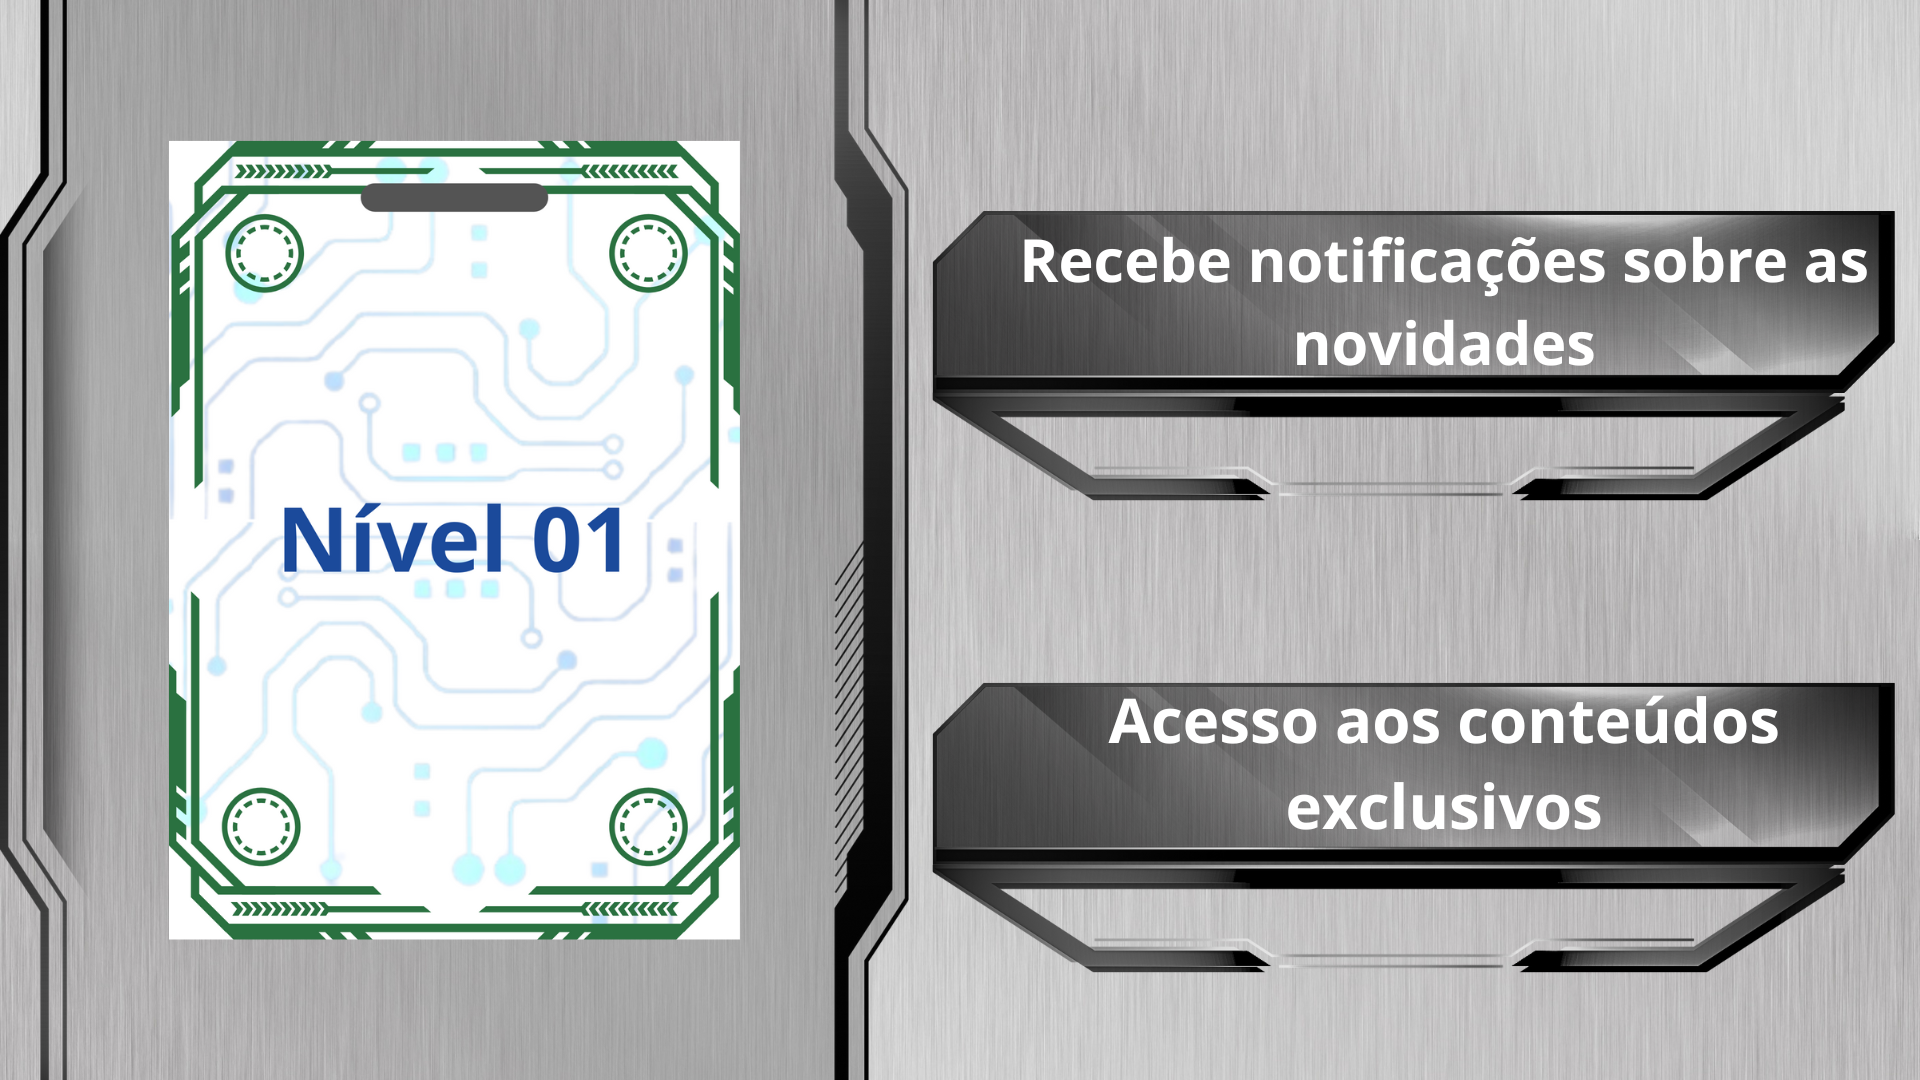 Nível 01
Recebe notificações sobre as
novidades
Acesso aos conteúdos
exclusivos